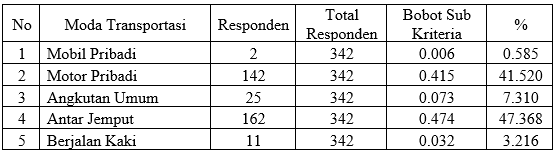 No Moda Transportasi Responden Total Responden Bobot Sub Kriteria %
1 Mobil Pribadi 2 342 0.006 0.585
2 Motor Pribadi 142 342 0.415 41.520
3 Angkutan Umum 25 342 0.073 7.310
4 Antar Jemput 162 342 0.474 47.368
5 Berjalan Kaki 11 342 0.032 3.216